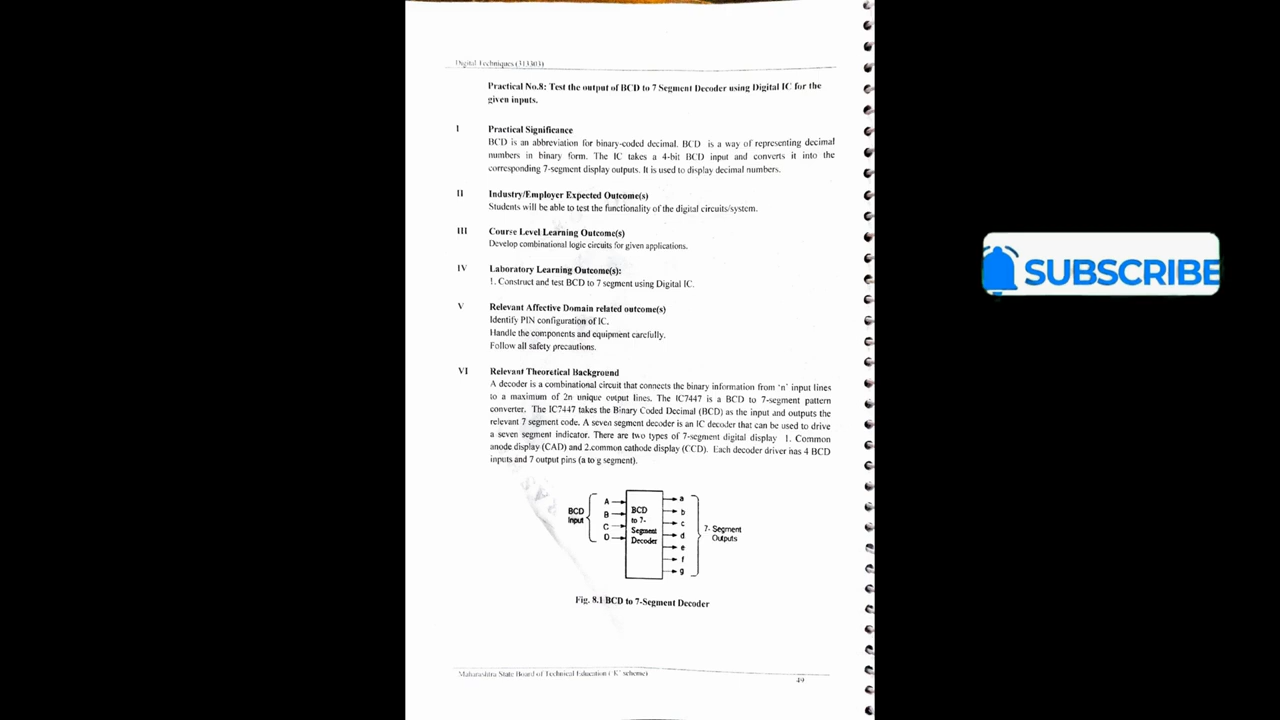 Digital Techniques (313303)
Practical No.8: Test the output of BCD to 7 Segment Decoder using Digital IC for the
given inputs.
I Practical Significance
BCD is an abbreviation for binary-coded decimal. BCD is a way of representing decimal
numbers in binary form. The IC takes a 4-bit BCD input and converts it into the
corresponding 7-segment display outputs. It is used to display decimal numbers.
II Industry/Employer Expected Outcome(s)
Students will be able to test the functionality of the digital circuits/system.
III Course Level Learning Outcome(s)
Develop combinational logic circuits for given applications.
IV Laboratory Learning Outcome(s):
1. Construct and test BCD to 7 segment using Digital IC.
V Relevant Affective Domain related outcome(s)
Identify PIN configuration of IC.
Handle the components and equipment carefully.
Follow all safety precautions.
VI Relevant Theoretical Background
A decoder is a combinational circuit that connects the binary information from 'n' input lines
to a maximum of 2n unique output lines. The IC7447 is a BCD to 7-segment pattern
converter. The IC7447 takes the Binary Coded Decimal (BCD) as the input and outputs the
relevant 7 segment code. A seven segment decoder is an IC decoder that can be used to drive
a seven segment indicator. There are two types of 7-segment digital display 1. Common
anode display (CAD) and 2.common cathode display (CCD). Each decoder driver has 4 BCD
inputs and 7 output pins (a to g segment).
BCD
Input
A
B
C
D
BCD
to 7-
Segment
Decoder
a
b
c
d
e
f
g
7- Segment
Outputs
Fig. 8.1 BCD to 7-Segment Decoder
Maharashtra State Board of Technical Education ('K' scheme)
49
SUBSCRIBE